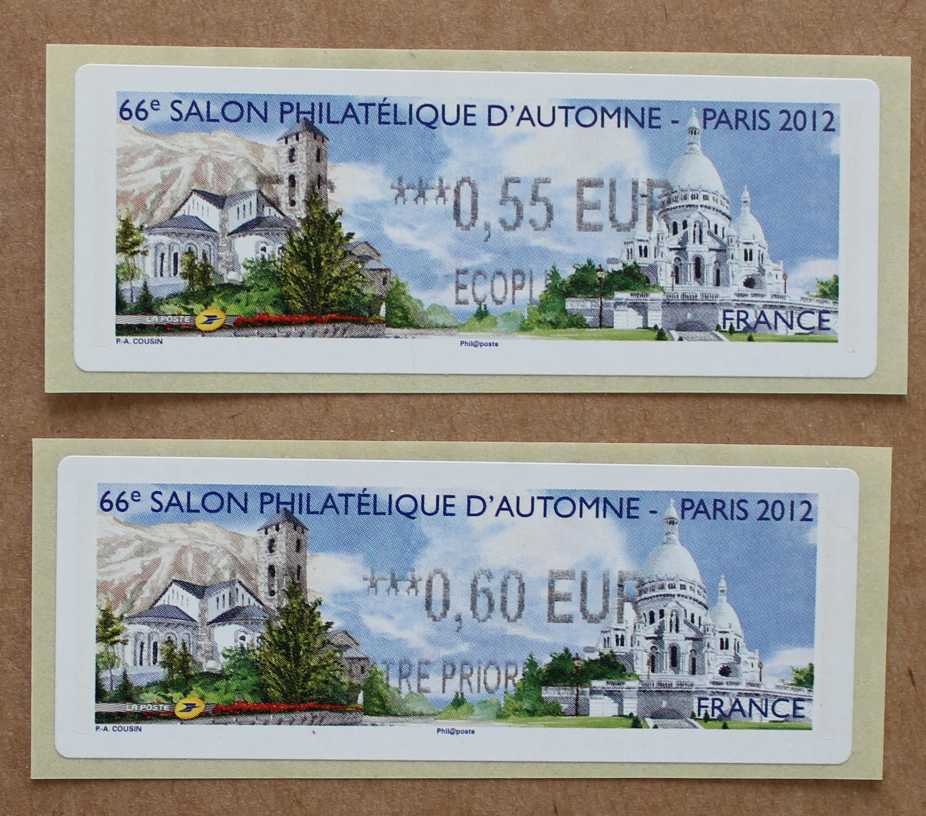 66e SALON PHILATÉLIQUE D'AUTOMNE - PARIS 2012
***0,55 EUR
ECOPL
LA POSTE
FRANCE
P.-A. COUSIN
Phil@poste
66e SALON PHILATÉLIQUE D'AUTOMNE - PARIS 2012
***0,60 EUR
TRE PRIOR
LA POSTE
FRANCE
P.-A. COUSIN
Phil@poste